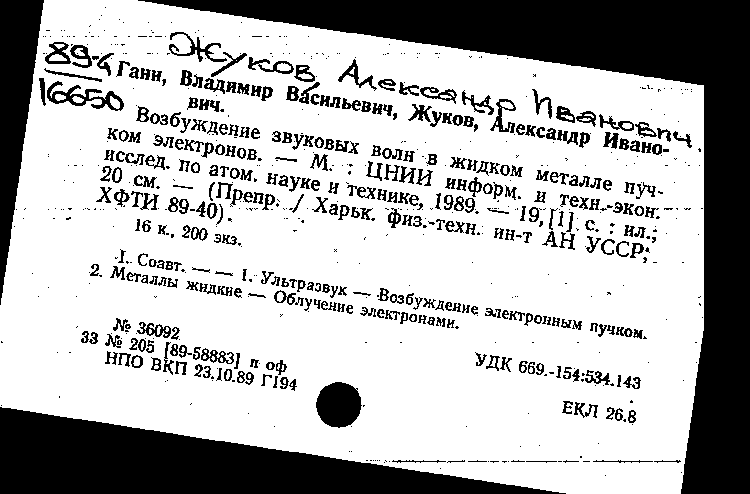 Жуков, Александр Иванович.
89-4
16650
Ганн, Владимир Васильевич, Жуков, Александр Ивано-
вич.
Возбуждение звуковых волн в жидком металле пуч-
ком электронов. — М. : ЦНИИ информ. и техн.-экон.
исслед. по атом. науке и технике, 1989. — 19, [1] с. : ил.;
20 см. — (Препр. / Харьк. физ.-техн. ин-т АН УССР;
ХФТИ 89-40).
16 к., 200 экз.
I. Соавт. — — 1. Ультразвук — Возбуждение электронным пучком.
2. Металлы жидкие — Облучение электронами.
№ 36092
33 № 205 [89-58883] п оф
НПО ВКП 23.10.89 Г194
УДК 669.-154:534.143
ЕКЛ 26.8